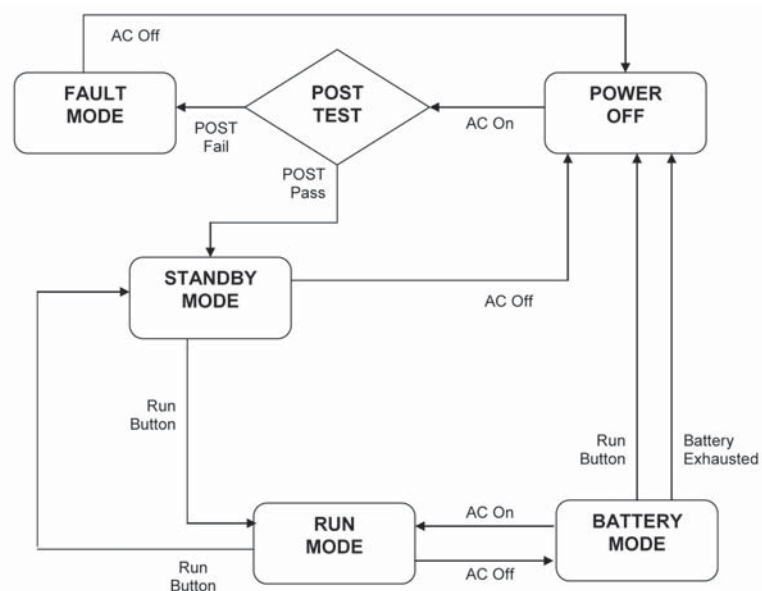 AC Off
FAULT
MODE
POST
TEST
POWER
OFF
POST
Fail
AC On
POST
Pass
STANDBY
MODE
AC Off
Run
Button
Run
Button
Battery
Exhausted
RUN
MODE
AC On
BATTERY
MODE
AC Off
Run
Button